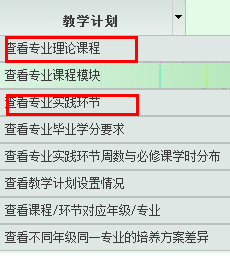 教学计划
查看专业理论课程
查看专业课程模块
查看专业实践环节
查看专业毕业学分要求
查看专业实践环节周数与必修课学时分布
查看教学计划设置情况
查看课程/环节对应年级/专业
查看不同年级同一专业的培养方案差异